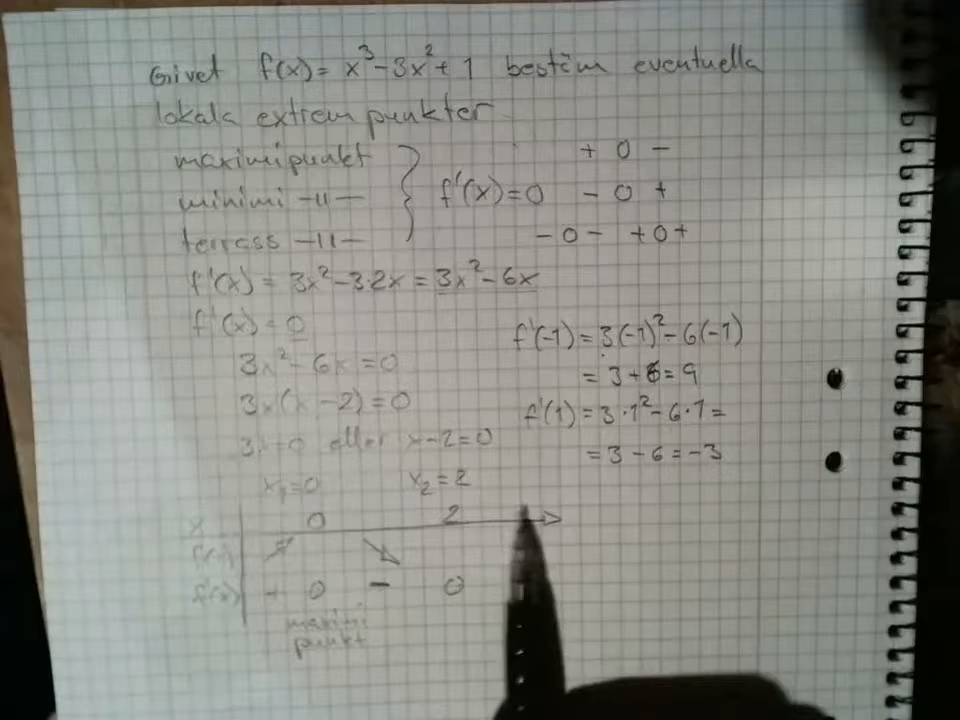 Givet f(x) = x³ - 3x² + 1 bestäm eventuella
lokala extrempunkter
maximipunkt + 0 -
minimi -11- } f'(x) = 0 - 0 +
terrass -11- - 0 - + 0 +
f'(x) = 3x² - 3·2x = 3x² - 6x
f'(x) = 0
3x² - 6x = 0
3x(x - 2) = 0
3x = 0 eller x - 2 = 0
x₁ = 0 x₂ = 2
f'(-1) = 3(-1)² - 6(-1)
= 3 + 6 = 9
f'(1) = 3·1² - 6·1 =
= 3 - 6 = -3
x 0 2
f(x) ↗ ↘
f'(x) + 0 - 0
maximi
punkt